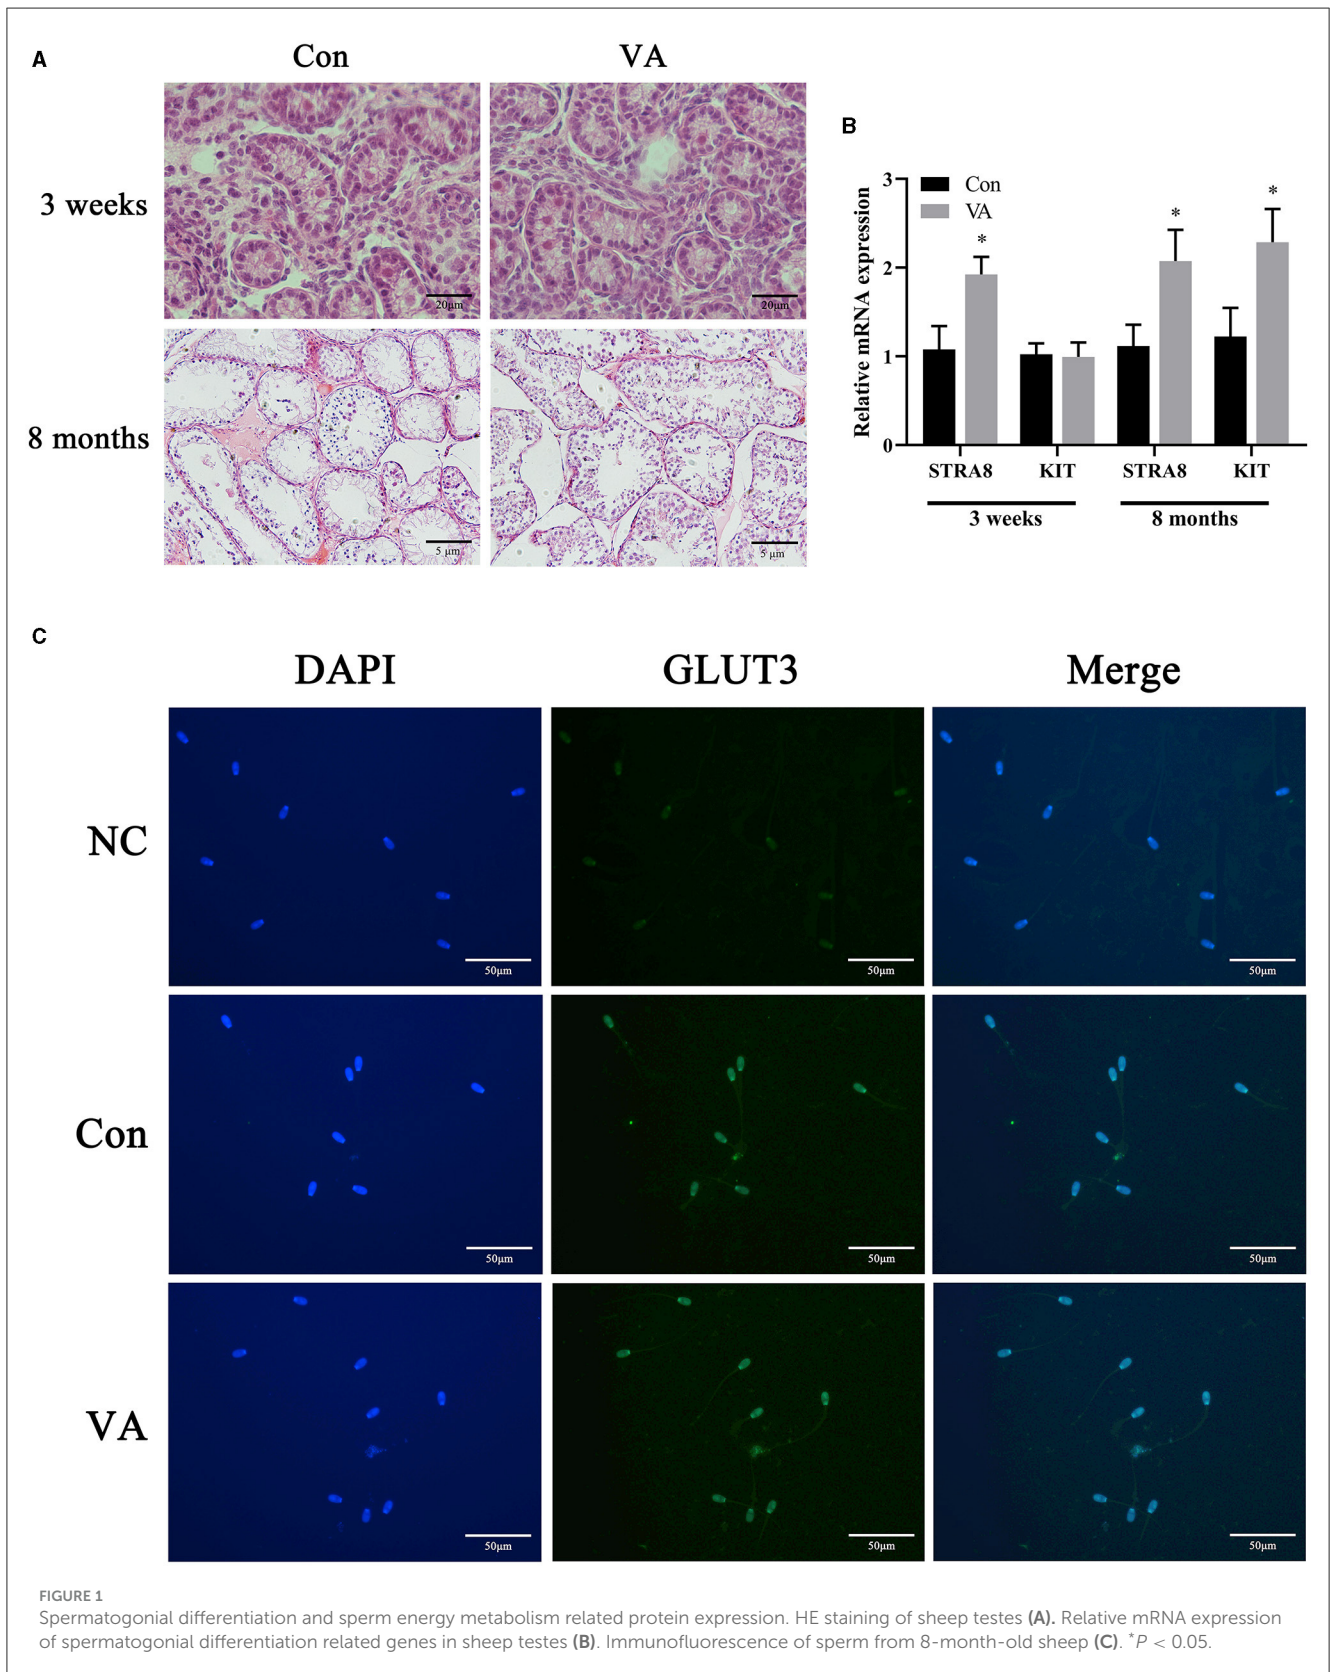 A
Con
VA
3 weeks
20μm
20μm
8 months
5 μm
5 μm
B
Relative mRNA expression
3
2
1
0
Con
VA
*
*
*
STRA8
KIT
STRA8
KIT
3 weeks
8 months
C
DAPI
GLUT3
Merge
NC
50μm
50μm
50μm
Con
50μm
50μm
50μm
VA
50μm
50μm
50μm
FIGURE 1
Spermatogonial differentiation and sperm energy metabolism related protein expression. HE staining of sheep testes (A). Relative mRNA expression
of spermatogonial differentiation related genes in sheep testes (B). Immunofluorescence of sperm from 8-month-old sheep (C). *P < 0.05.